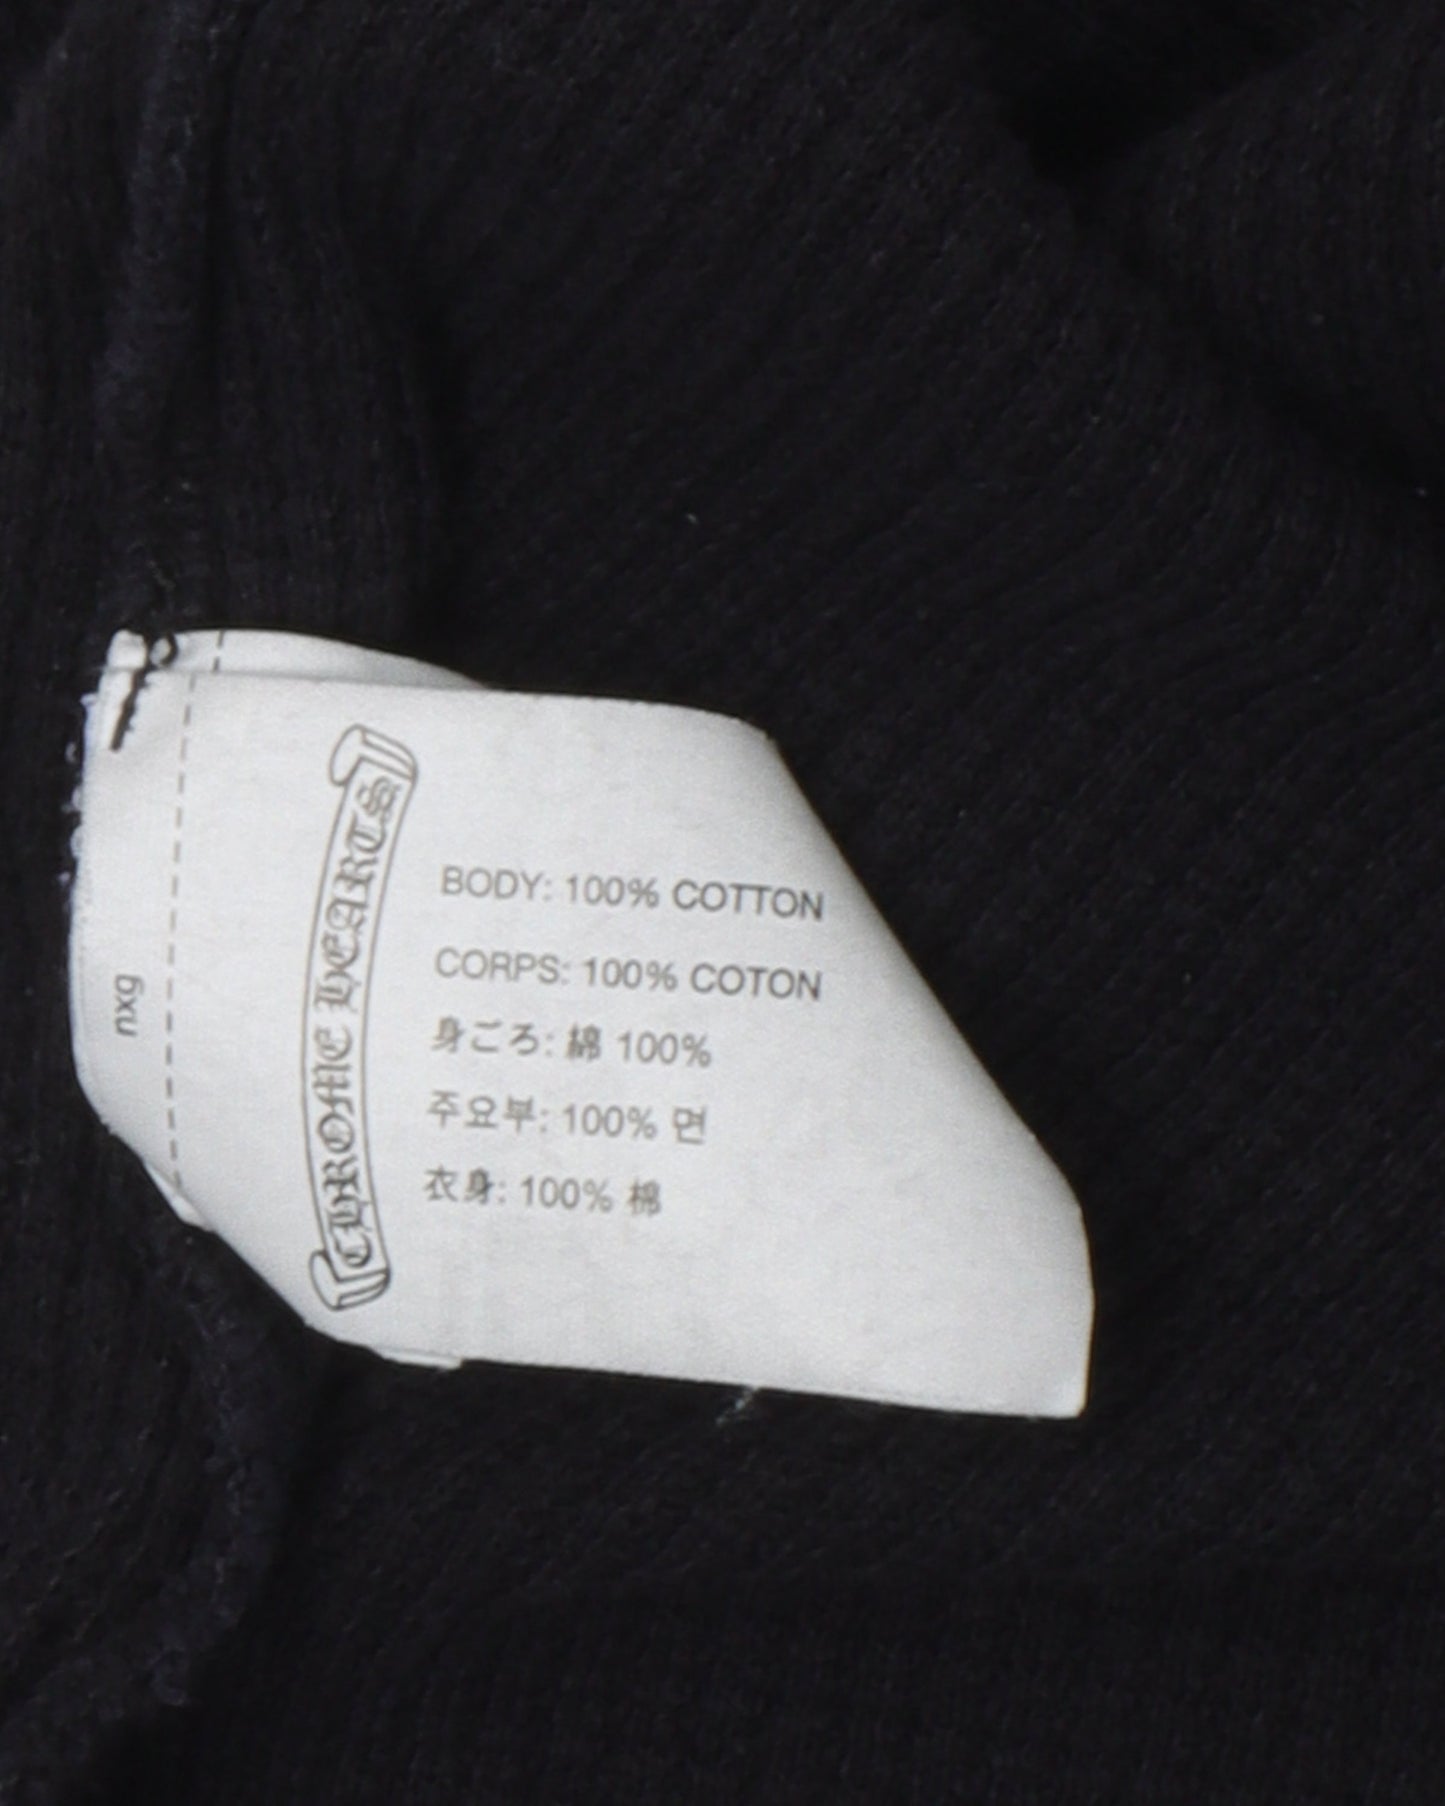 CHROME HEARTS
BODY: 100% COTTON
CORPS: 100% COTON
身ごろ: 綿 100%
주요부: 100% 면
衣身: 100% 棉
nxg